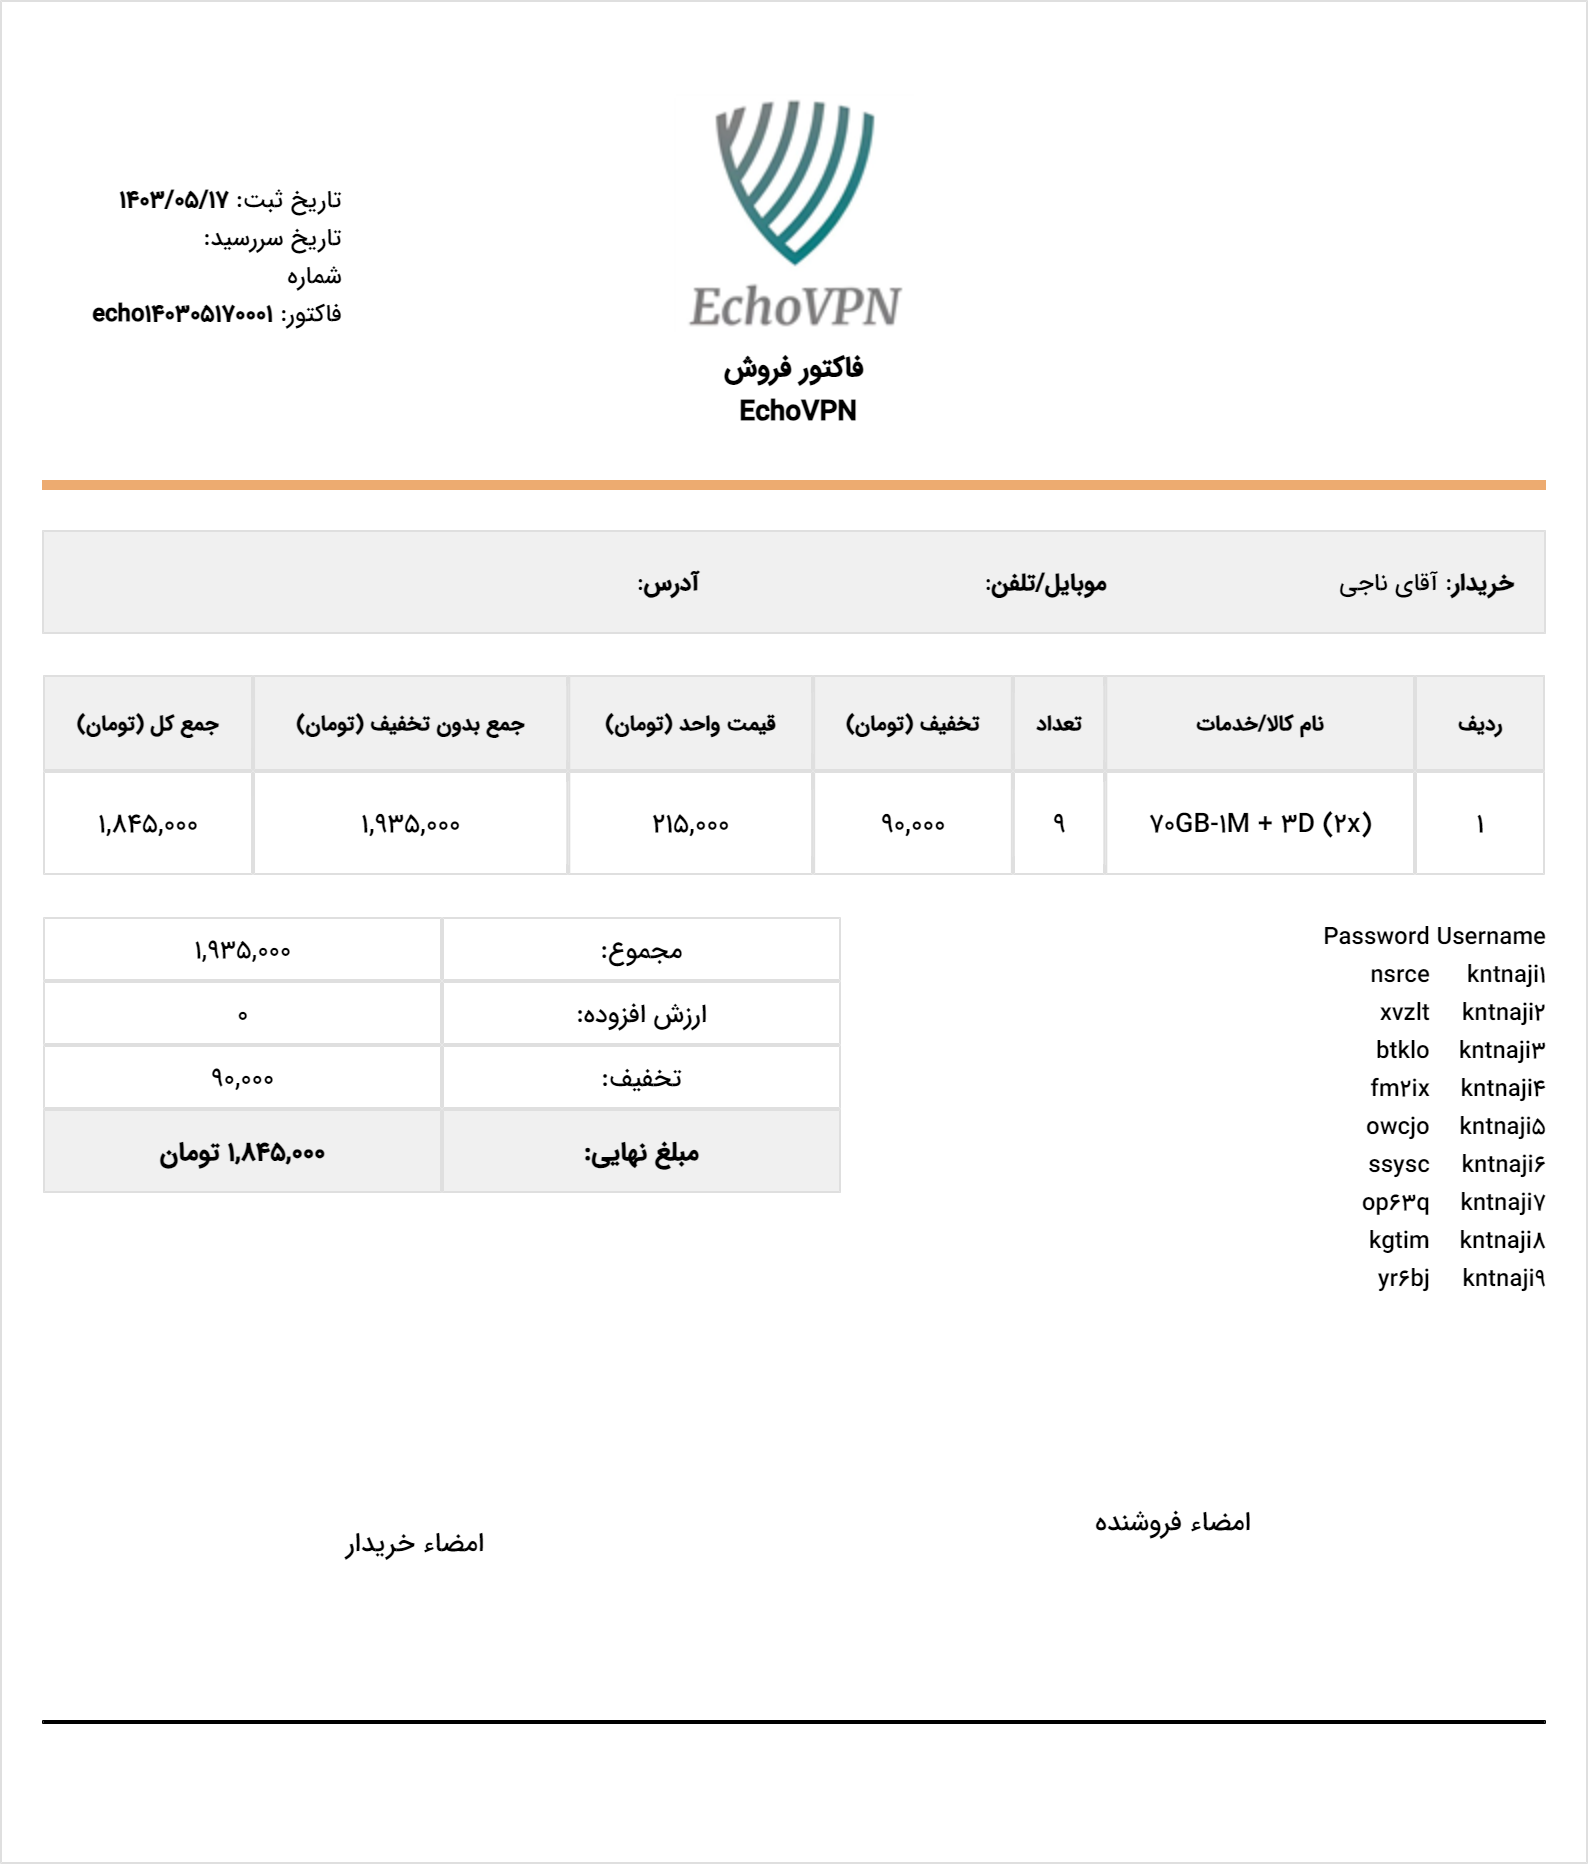 EchoVPN
فاکتور فروش
EchoVPN
تاریخ ثبت: ۱۴۰۳/۰۵/۱۷
تاریخ سررسید:
شماره
فاکتور: echo۱۴۰۳۰۵۱۷۰۰۰۱
خریدار: آقای ناجی موبایل/تلفن: آدرس:
ردیف نام کالا/خدمات تعداد تخفیف (تومان) قیمت واحد (تومان) جمع بدون تخفیف (تومان) جمع کل (تومان)
۱ ۷۰GB-۱M + ۳D (۲x) ۹ ۹۰,۰۰۰ ۲۱۵,۰۰۰ ۱,۹۳۵,۰۰۰ ۱,۸۴۵,۰۰۰
Password Username
nsrce kntnaji۱
xvzlt kntnaji۲
btklo kntnaji۳
fm۲ix kntnaji۴
owcjo kntnaji۵
ssysc kntnaji۶
op۶۳q kntnaji۷
kgtim kntnaji۸
yr۶bj kntnaji۹
مجموع: ۱,۹۳۵,۰۰۰
ارزش افزوده: ۰
تخفیف: ۹۰,۰۰۰
مبلغ نهایی: ۱,۸۴۵,۰۰۰ تومان
امضاء فروشنده
امضاء خریدار